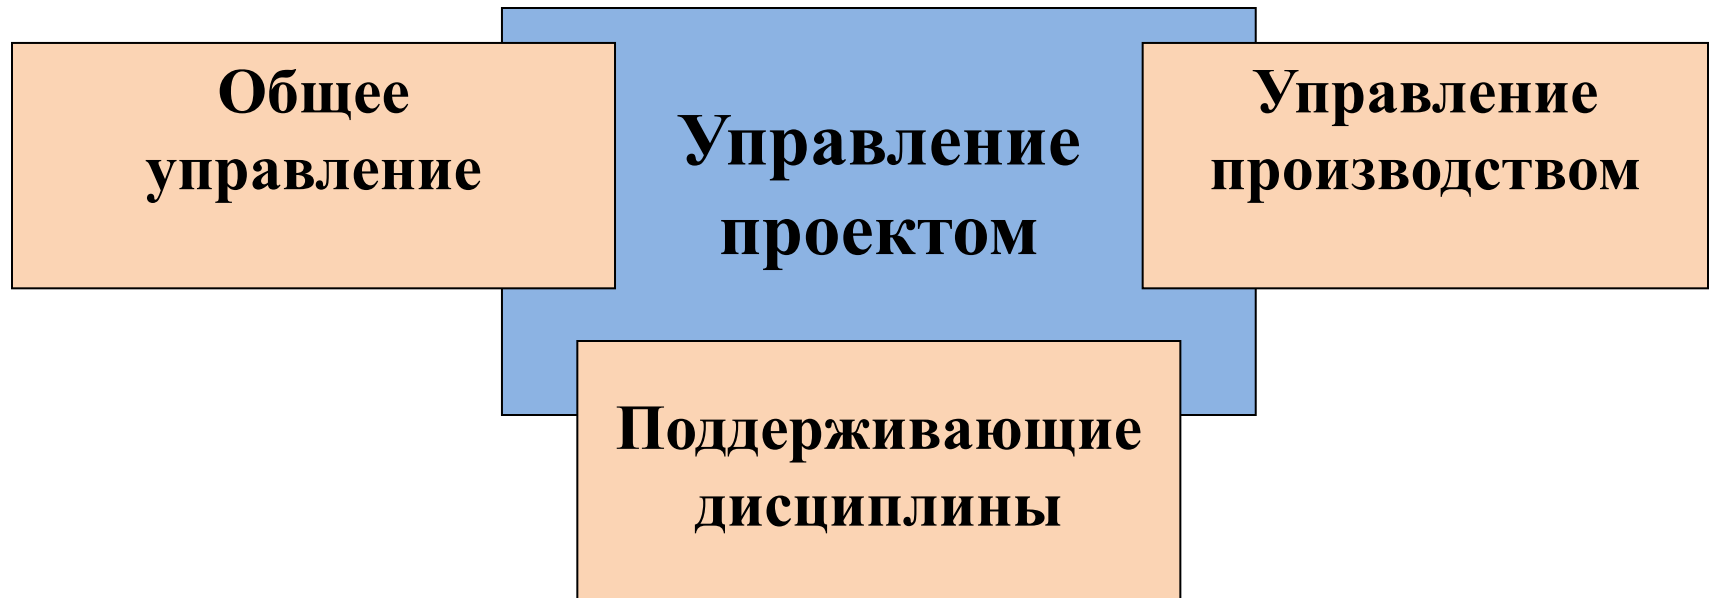 Общее
управление
Управление
проектом
Управление
производством
Поддерживающие
дисциплины